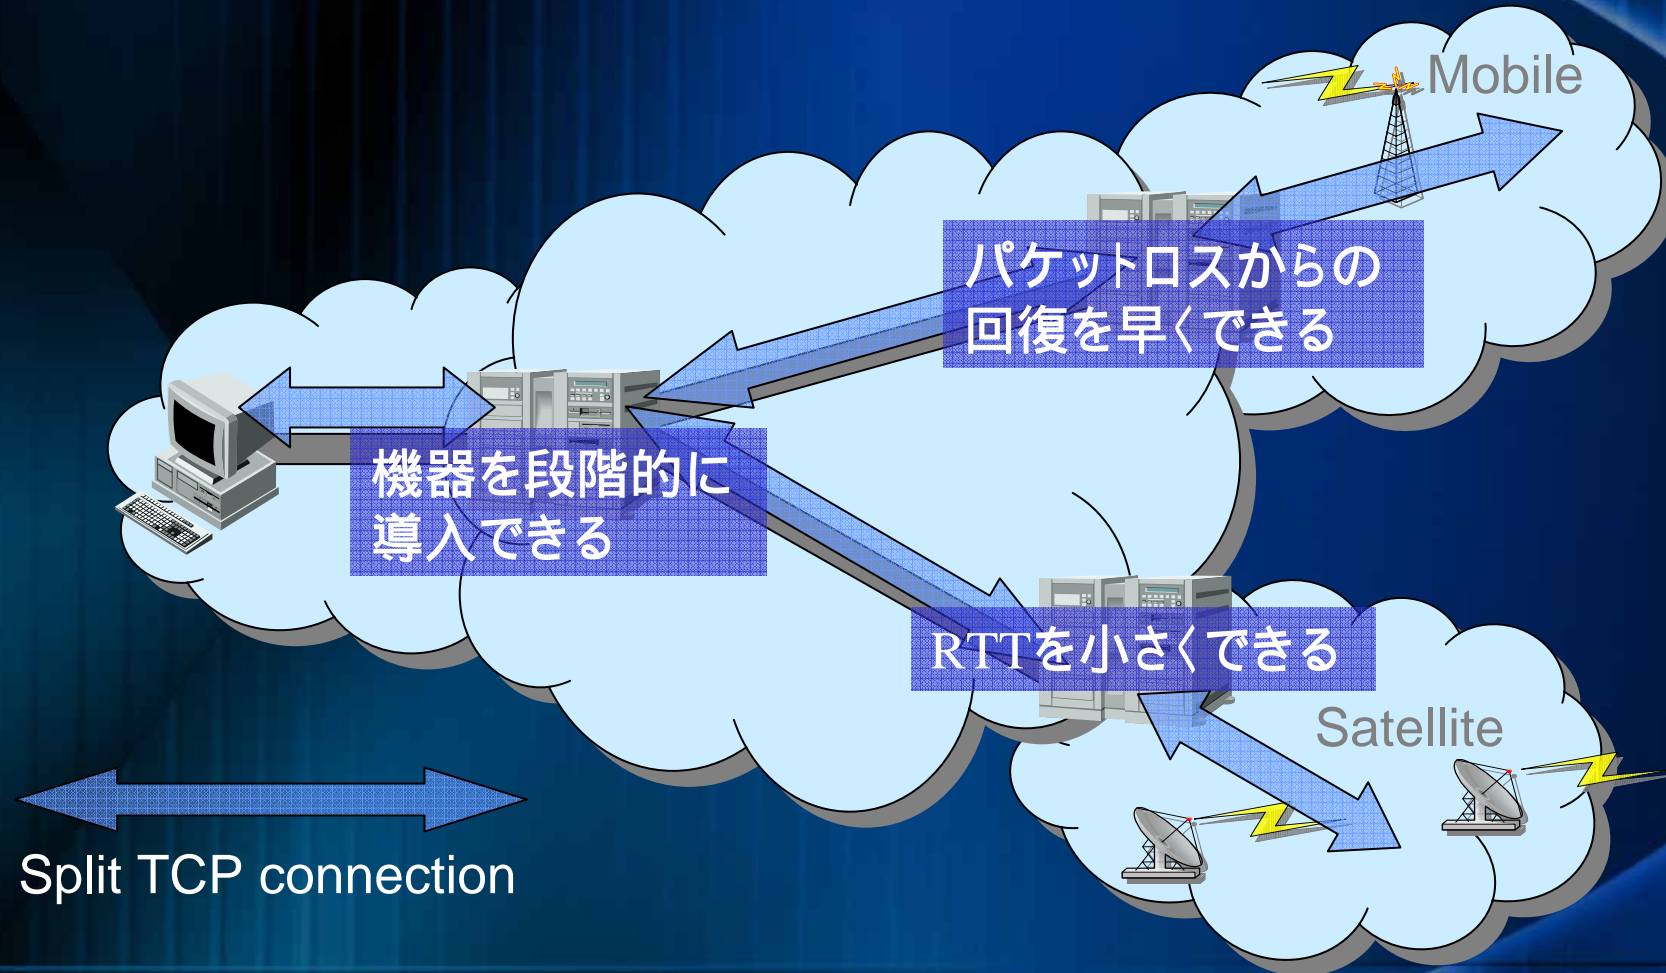 Mobile
パケットロスからの
回復を早くできる
機器を段階的に
導入できる
RTTを小さくできる
Satellite
Split TCP connection